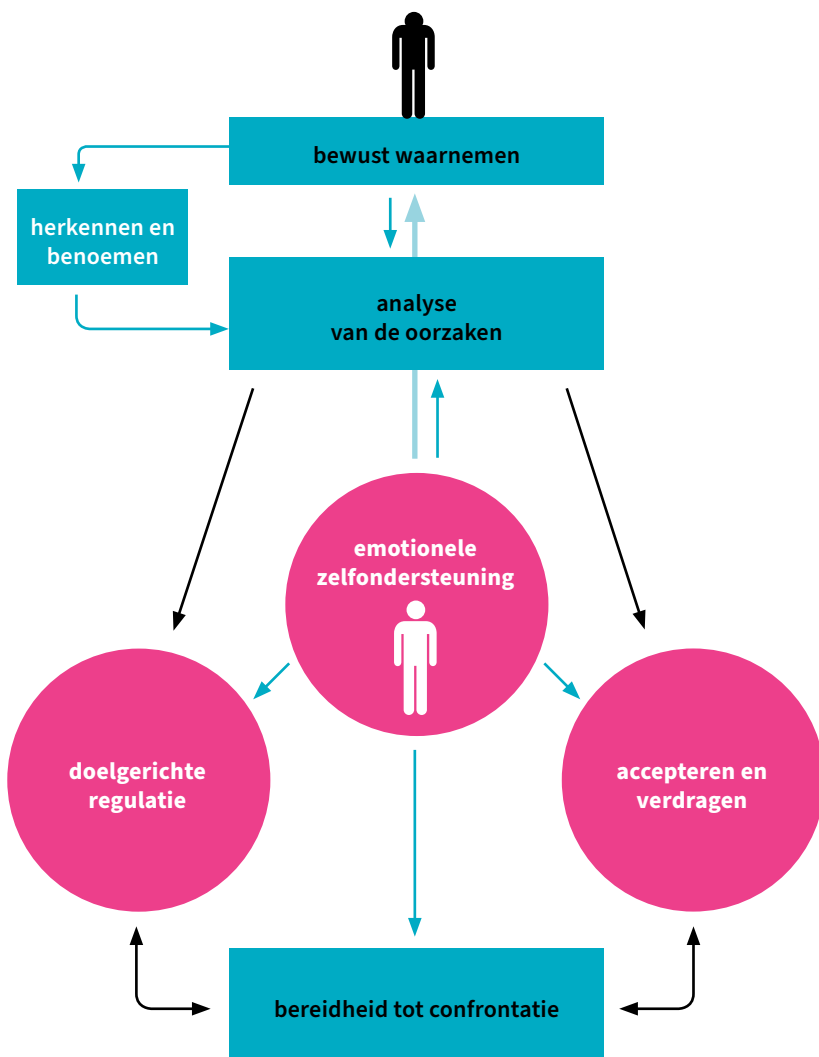 bewust waarnemen
herkennen en
benoemen
analyse
van de oorzaken
emotionele
zelfondersteuning
doelgerichte
regulatie
accepteren en
verdragen
bereidheid tot confrontatie